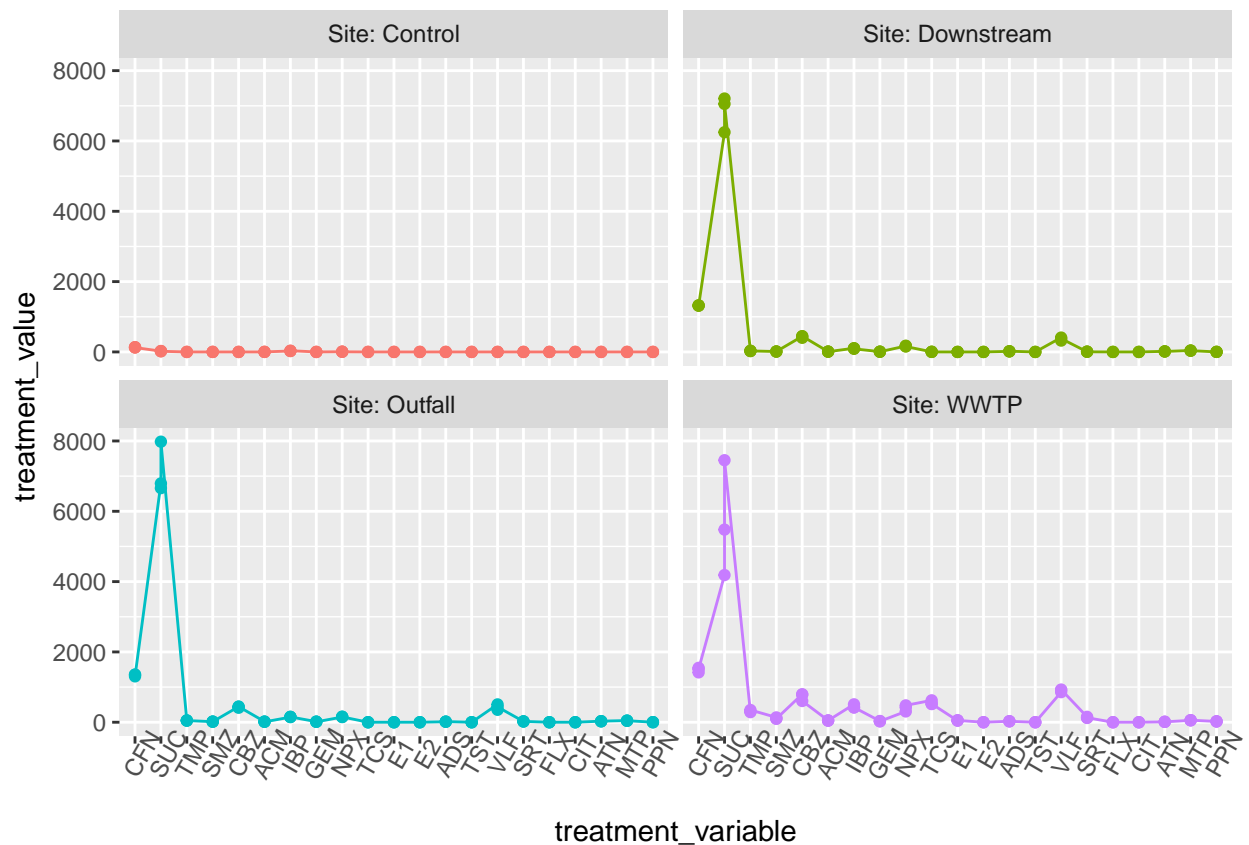 Site: Control
Site: Downstream
8000
6000
4000
2000
0
Site: Outfall
Site: WWTP
8000
6000
4000
2000
0
treatment_value
CFN SUC TMP SMZ CBZ ACM IBP GEM NPX TCS E1 E2 ADS TST VLF SRT FLX CIT ATN MTP PPN
CFN SUC TMP SMZ CBZ ACM IBP GEM NPX TCS E1 E2 ADS TST VLF SRT FLX CIT ATN MTP PPN
treatment_variable